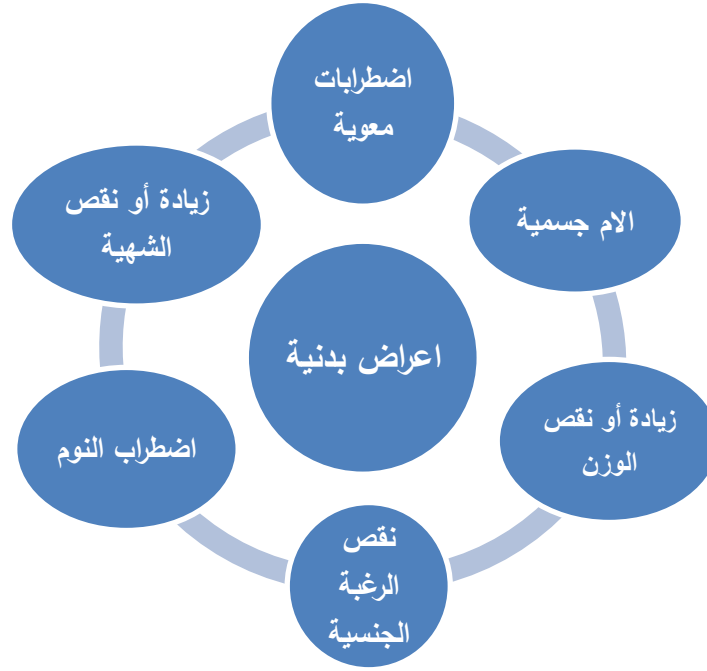 اضطرابات
معوية
الام جسمية
زيادة أو نقص
الوزن
نقص
الرغبة
الجنسية
اضطراب النوم
زيادة أو نقص
الشهية
اعراض بدنية